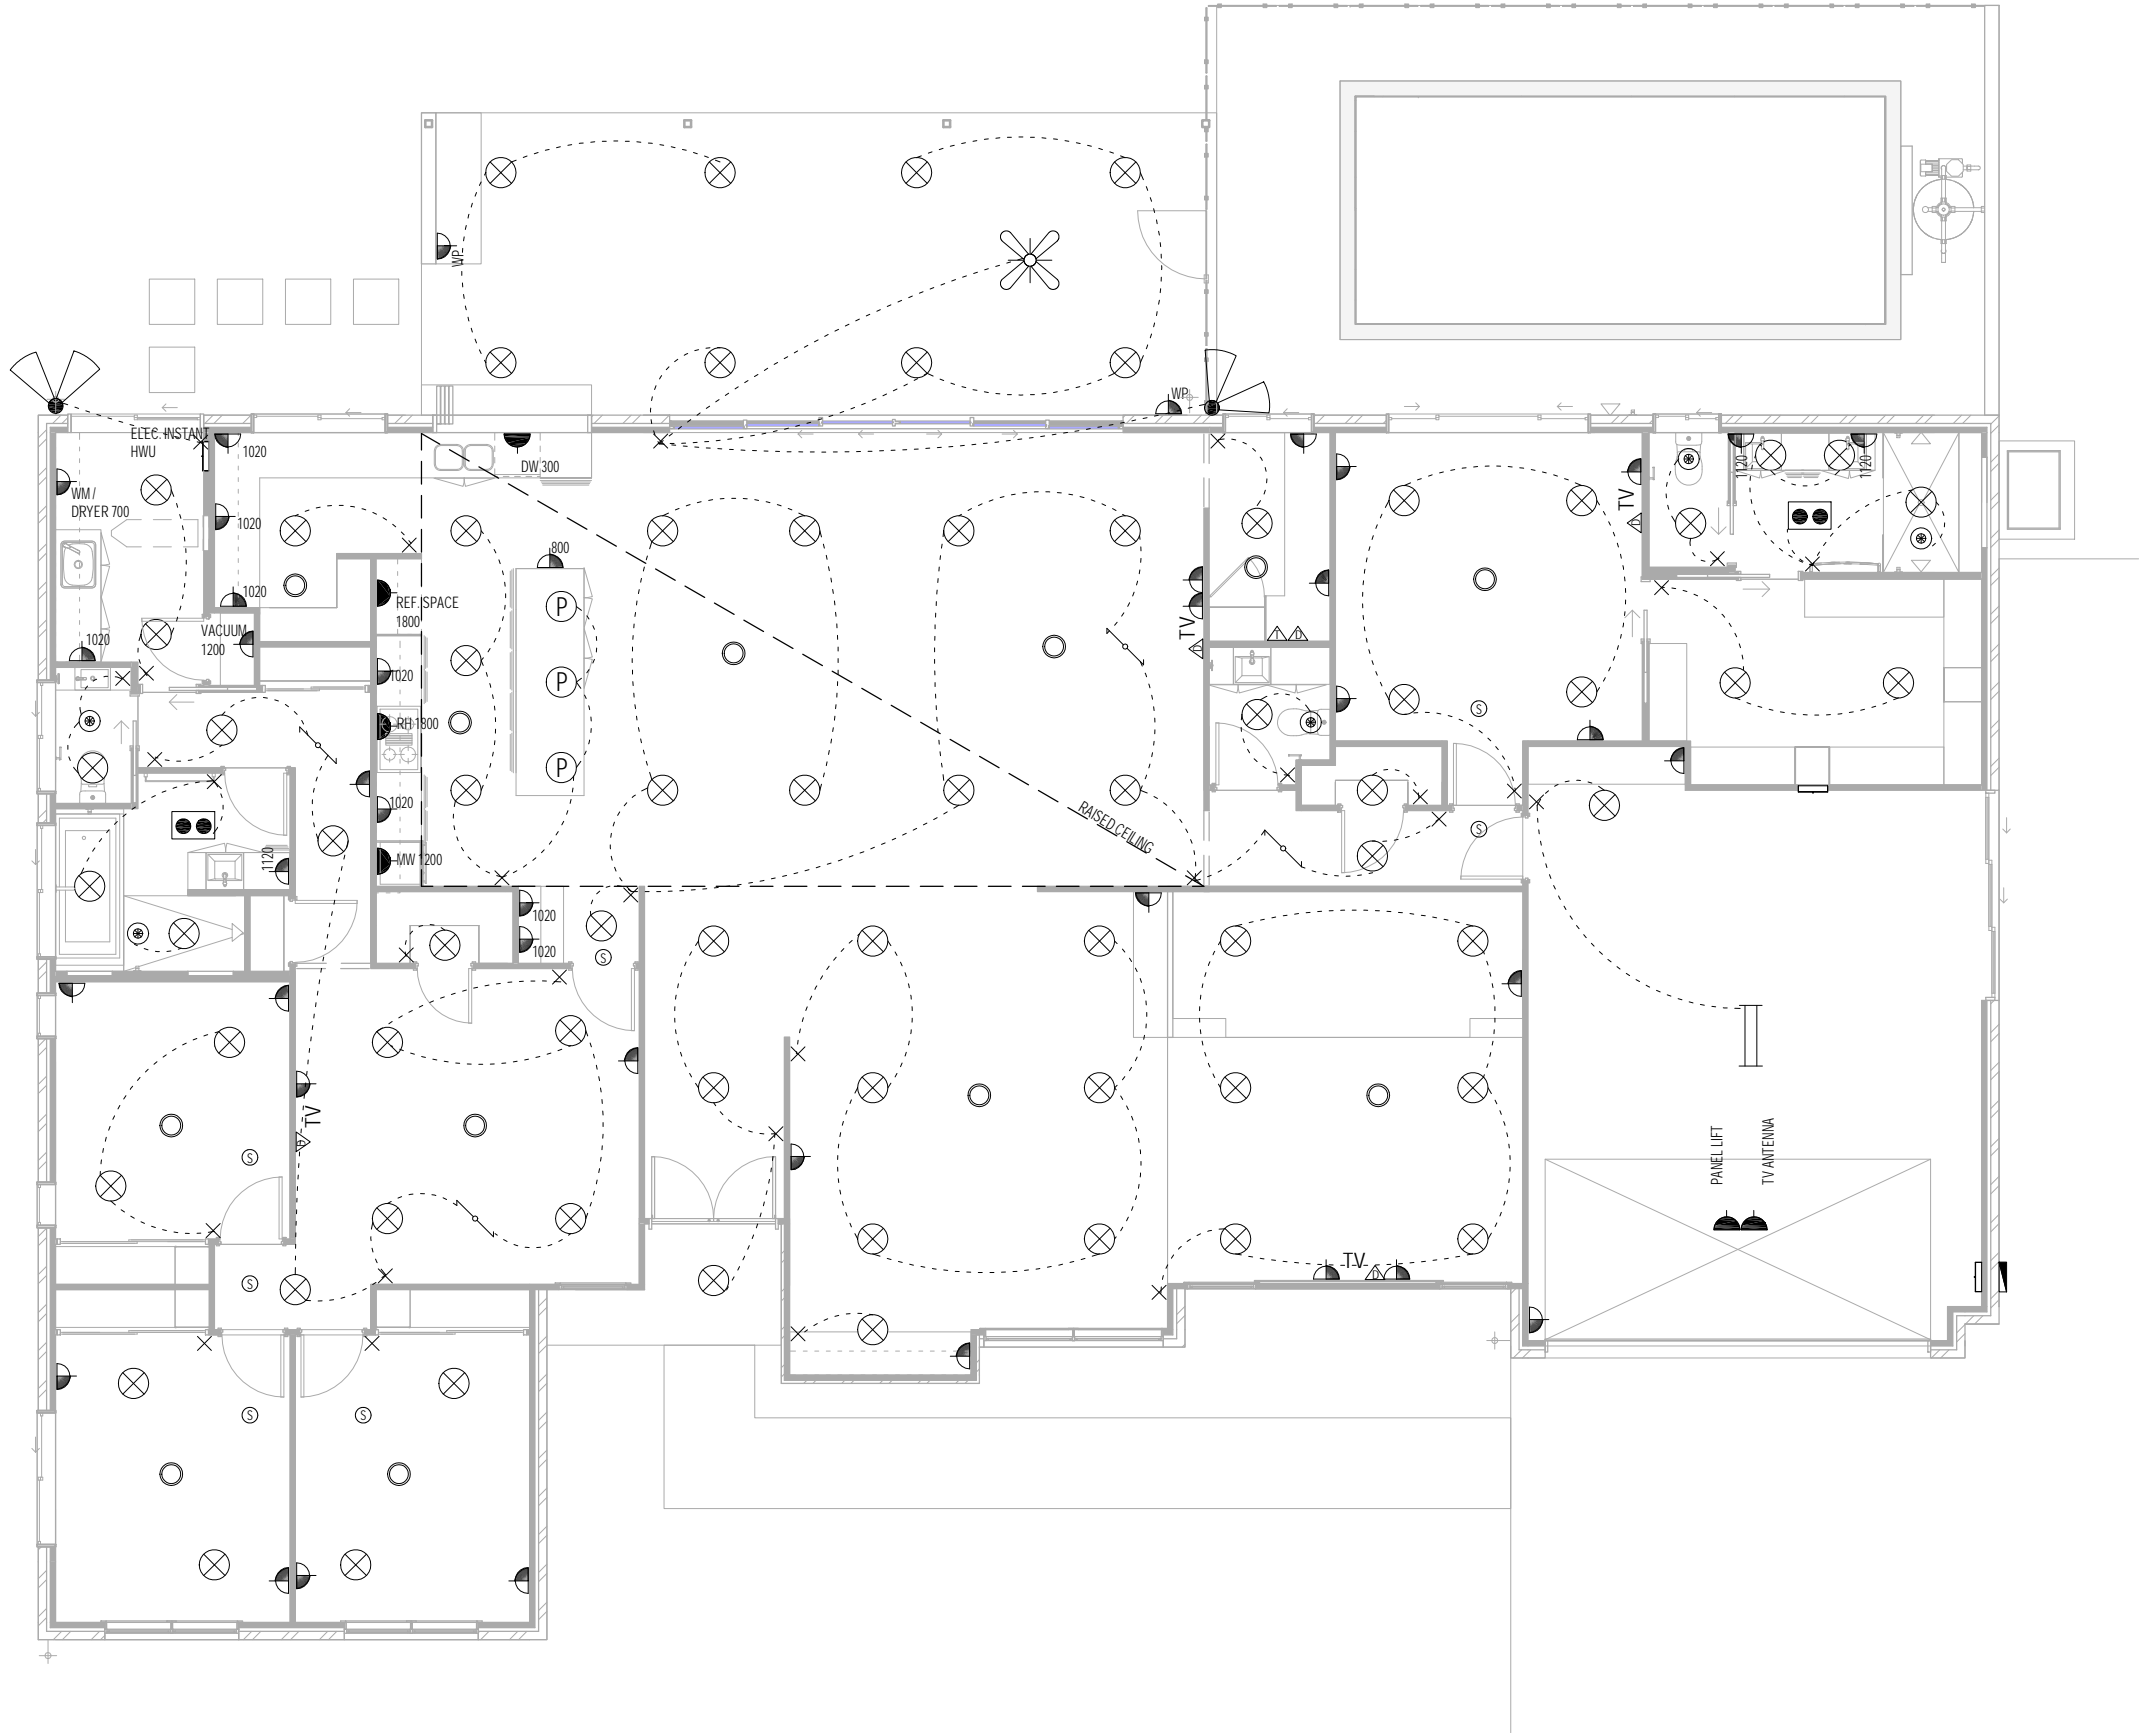 WP
WP
ELEC. INSTANT
HWU
1020
DW 300
WM /
DRYER 700
1020
1020
1020
VACUUM
1200
800
REF. SPACE
1800
P
P
P
1020
RH 1800
1020
MW 1200
1120
1020
1020
RAISED CEILING
TV
D
T
D
TV
D
1120
1120
S
S
S
S
S
S
S
TV
D
TV
D
PANEL LIFT
TV ANTENNA